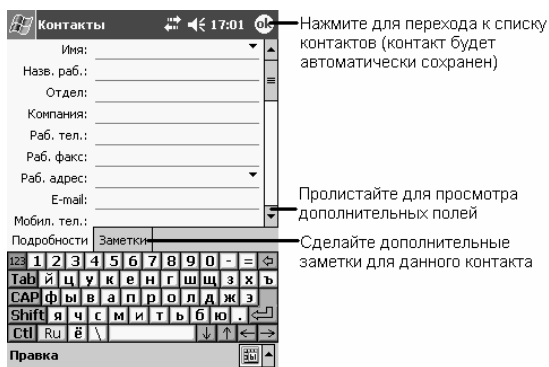 Контакты 17:01 ok
Имя:
Назв. раб.:
Отдел:
Компания:
Раб. тел.:
Раб. факс:
Раб. адрес:
E-mail:
Мобил. тел.:
Подробности Заметки
123 1 2 3 4 5 6 7 8 9 0 - =
Tab й ц у к е н г ш щ з х ъ
CAP ф ы в а п р о л д ж э
Shift я ч с м и т ь б ю .
Ctl Ru ё \
Правка
Нажмите для перехода к списку
контактов (контакт будет
автоматически сохранен)
Пролистайте для просмотра
дополнительных полей
Сделайте дополнительные
заметки для данного контакта